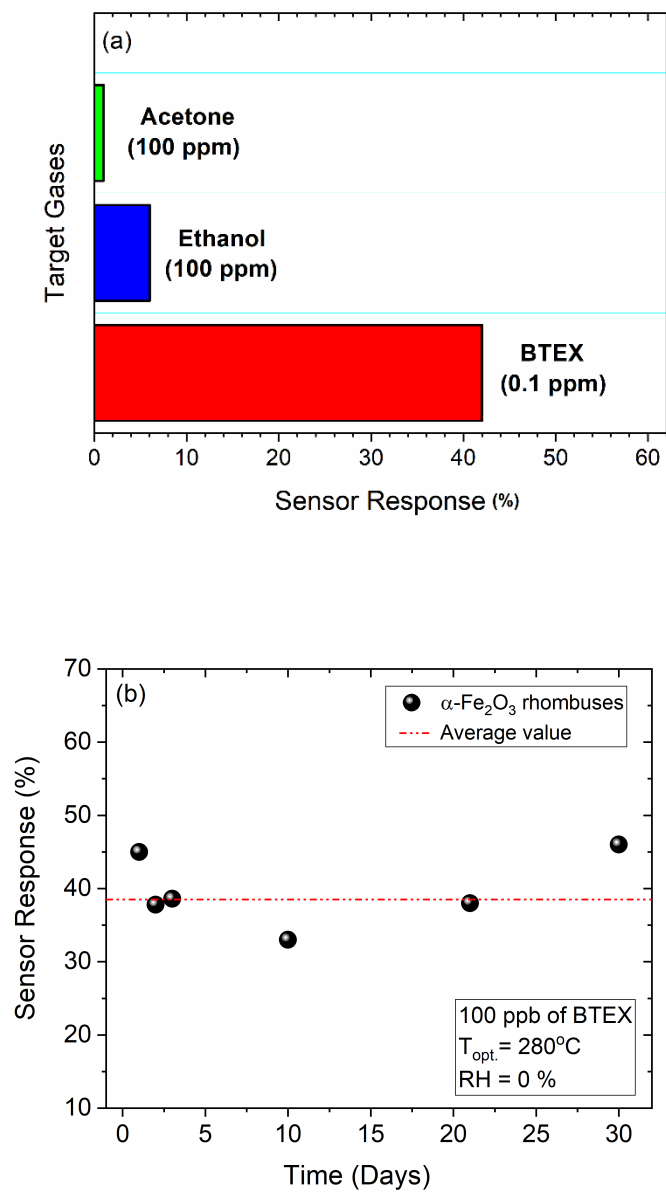 (a)
Acetone
(100 ppm)
Ethanol
(100 ppm)
BTEX
(0.1 ppm)
Target Gases
0 10 20 30 40 50 60
Sensor Response (%)
(b)
α-Fe₂O₃ rhombuses
Average value
70
60
50
40
30
20
10
Sensor Response (%)
100 ppb of BTEX
T_opt.= 280°C
RH = 0 %
0 5 10 15 20 25 30
Time (Days)